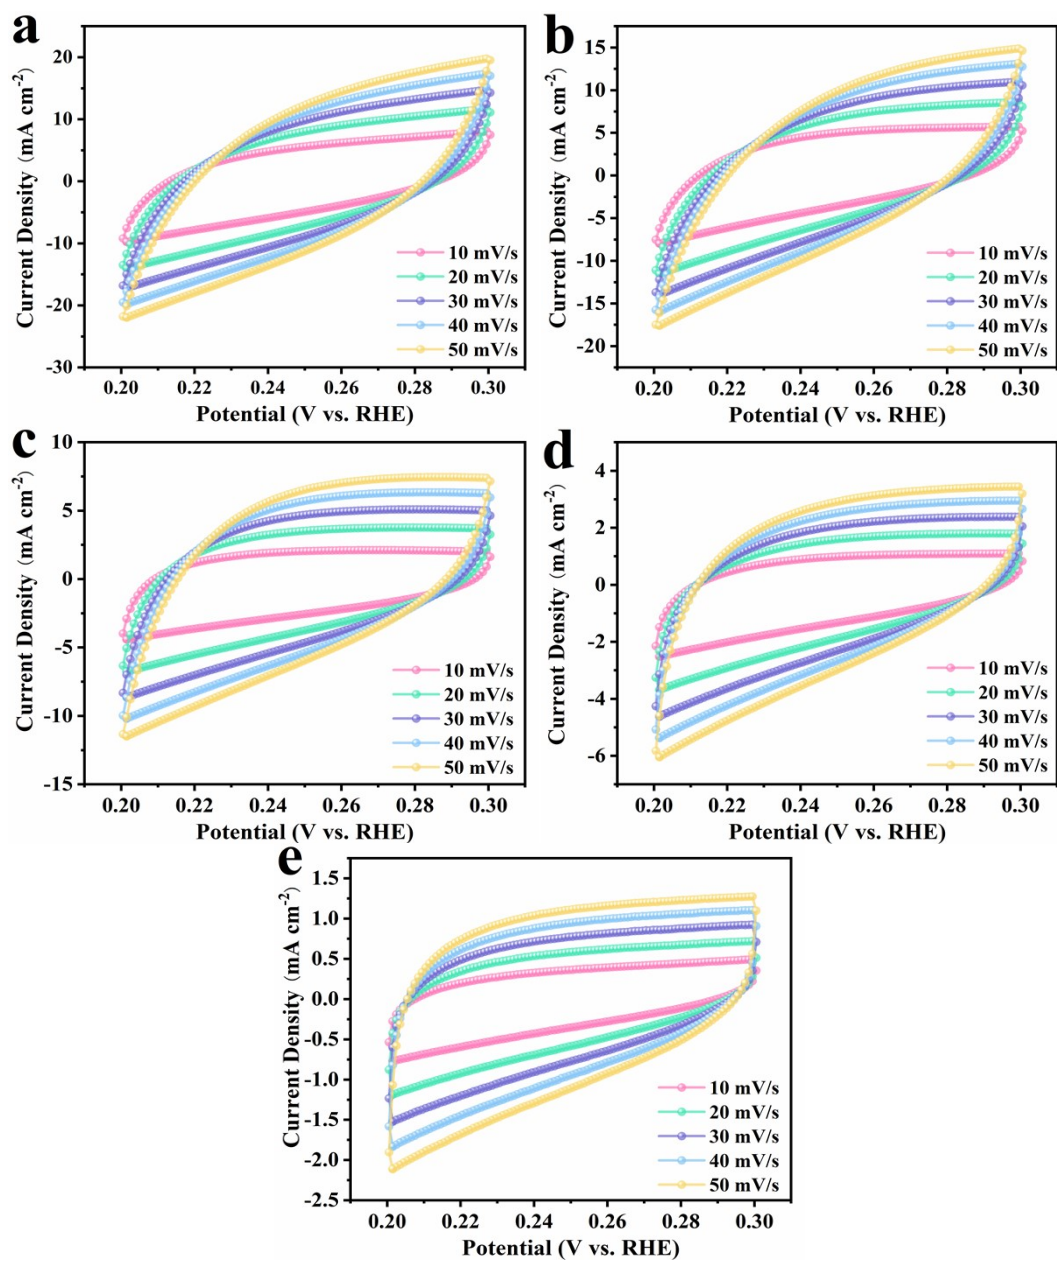 a
20
10
0
-10
-20
-30
Current Density (mA cm-2)
10 mV/s
20 mV/s
30 mV/s
40 mV/s
50 mV/s
0.20 0.22 0.24 0.26 0.28 0.30
Potential (V vs. RHE)
b
15
10
5
0
-5
-10
-15
-20
Current Density (mA cm-2)
10 mV/s
20 mV/s
30 mV/s
40 mV/s
50 mV/s
0.20 0.22 0.24 0.26 0.28 0.30
Potential (V vs. RHE)
c
10
5
0
-5
-10
-15
Current Density (mA cm-2)
10 mV/s
20 mV/s
30 mV/s
40 mV/s
50 mV/s
0.20 0.22 0.24 0.26 0.28 0.30
Potential (V vs. RHE)
d
4
2
0
-2
-4
-6
Current Density (mA cm-2)
10 mV/s
20 mV/s
30 mV/s
40 mV/s
50 mV/s
0.20 0.22 0.24 0.26 0.28 0.30
Potential (V vs. RHE)
e
1.5
1.0
0.5
0.0
-0.5
-1.0
-1.5
-2.0
-2.5
Current Density (mA cm-2)
10 mV/s
20 mV/s
30 mV/s
40 mV/s
50 mV/s
0.20 0.22 0.24 0.26 0.28 0.30
Potential (V vs. RHE)